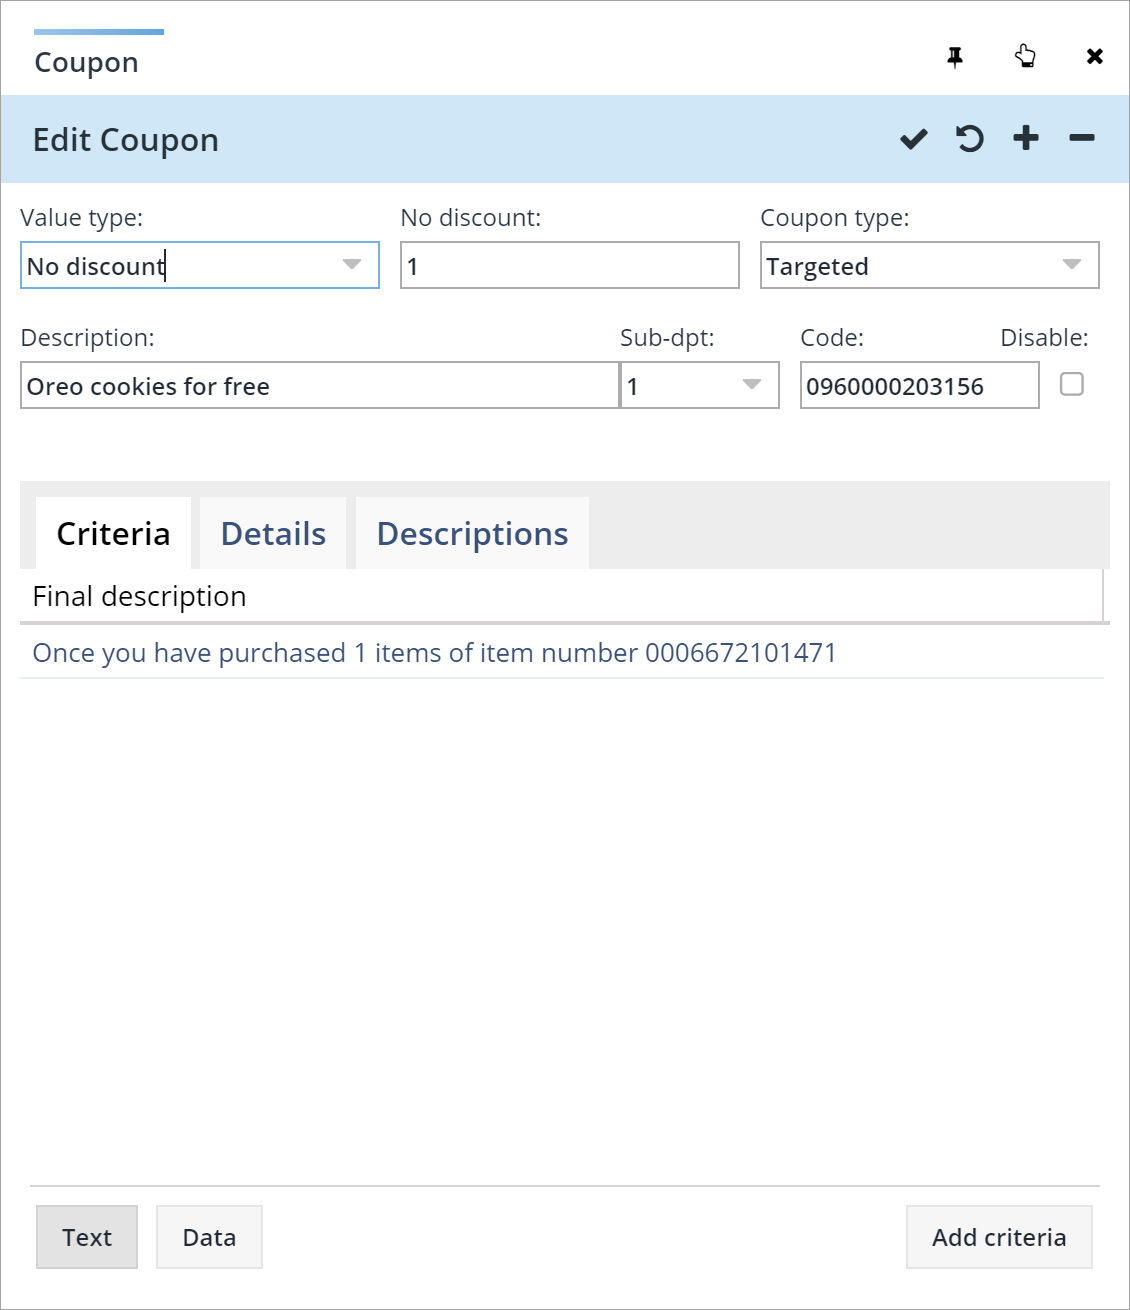 Coupon
Edit Coupon
Value type: No discount: Coupon type:
No discount 1 Targeted
Description: Sub-dpt: Code: Disable:
Oreo cookies for free 1 0960000203156
Criteria Details Descriptions
Final description
Once you have purchased 1 items of item number 0006672101471
Text Data Add criteria